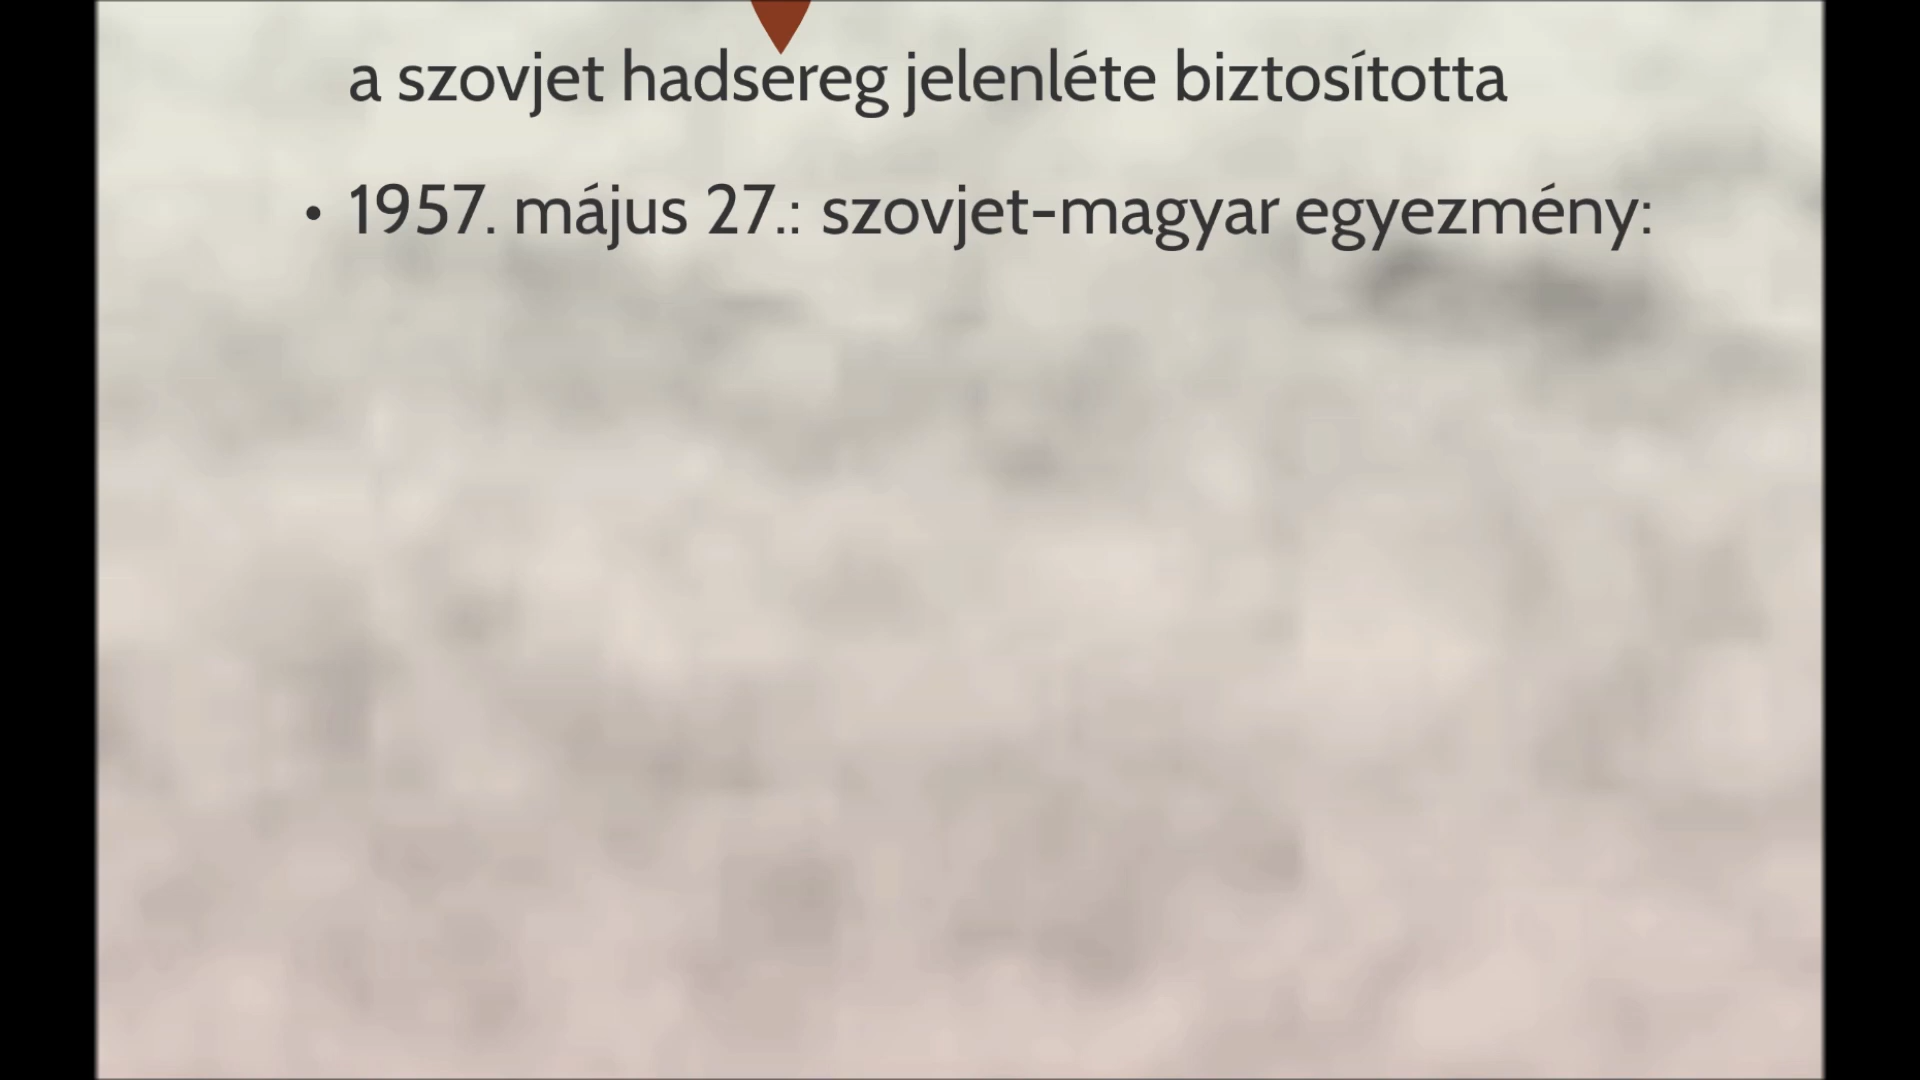 a szovjet hadsereg jelenléte biztosította
• 1957. május 27.: szovjet-magyar egyezmény: